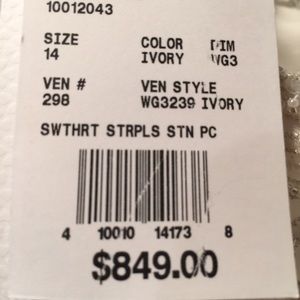 10012043
SIZE COLOR DIM
14 IVORY WG3
VEN # VEN STYLE
298 WG3239 IVORY
SWTHRT STRPLS STN PC
4 10010 14173 8
$849.00